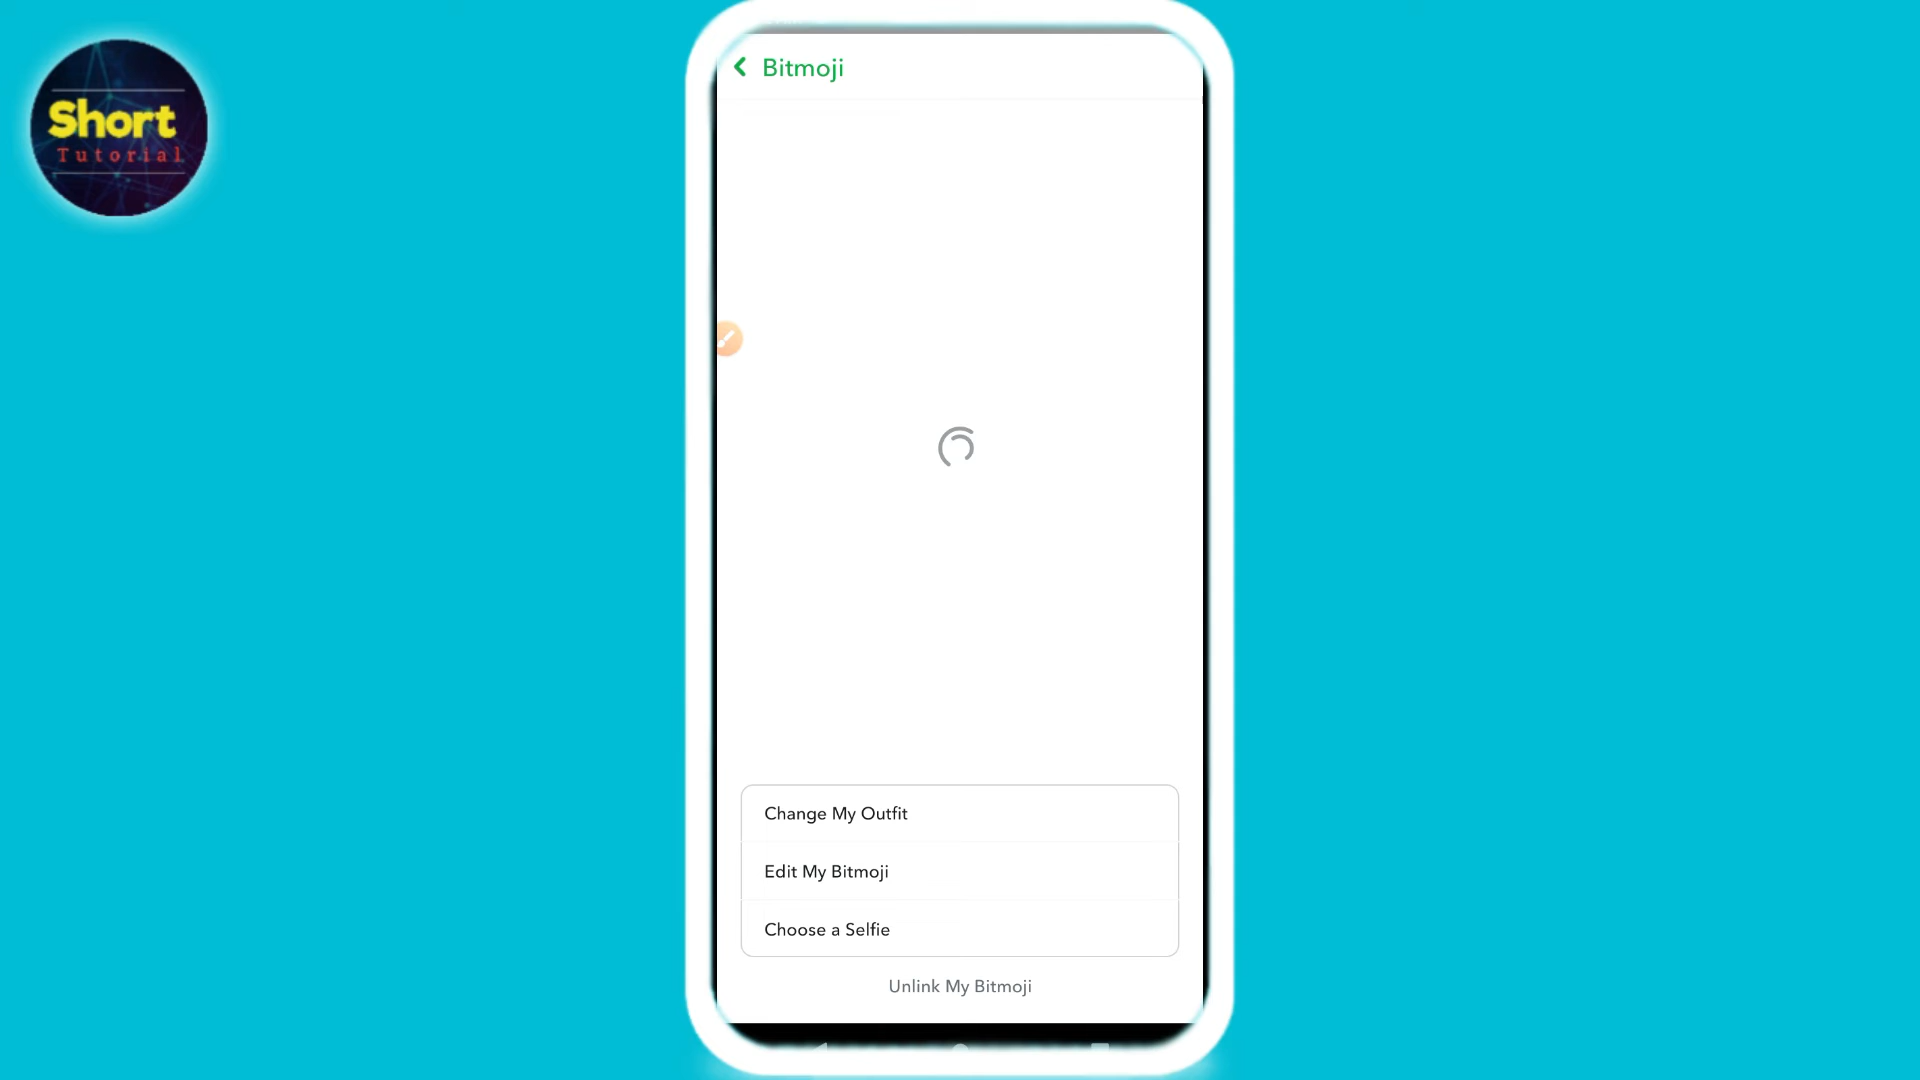 Short
Tutorial
Bitmoji
Change My Outfit
Edit My Bitmoji
Choose a Selfie
Unlink My Bitmoji